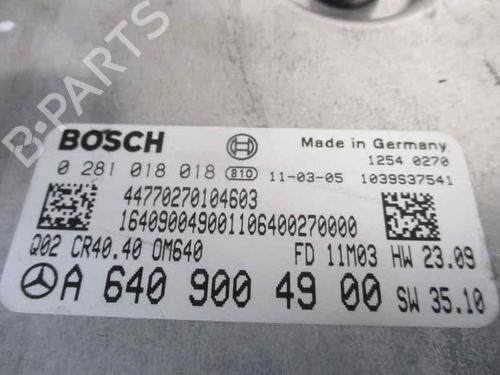 B-PARTS
BOSCH
Made in Germany
0 281 018 018 810 11-03-05
1254 0270
1039S37541
44770270104603
164090049001106400270000
Q02 CR40.40 OM640 FD 11M03 HW 23.09
A 640 900 49 00 SW 35.10